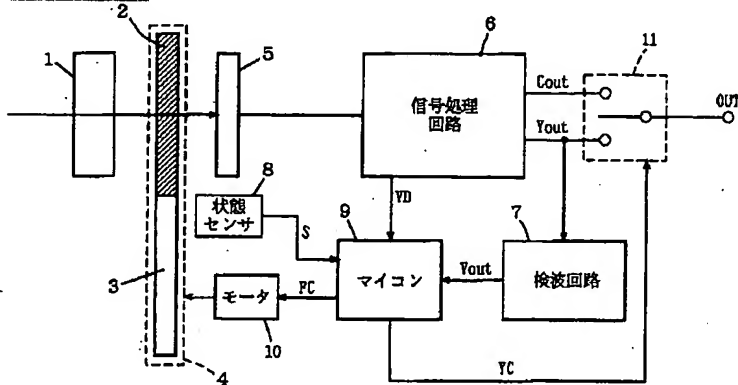 2
1
5
6
11
信号処理
回路
Cout
Yout
OUT
8
状態
センサ
S
VD
9
マイコン
7
検波回路
Vout
3
モータ
FC
10
YC
4